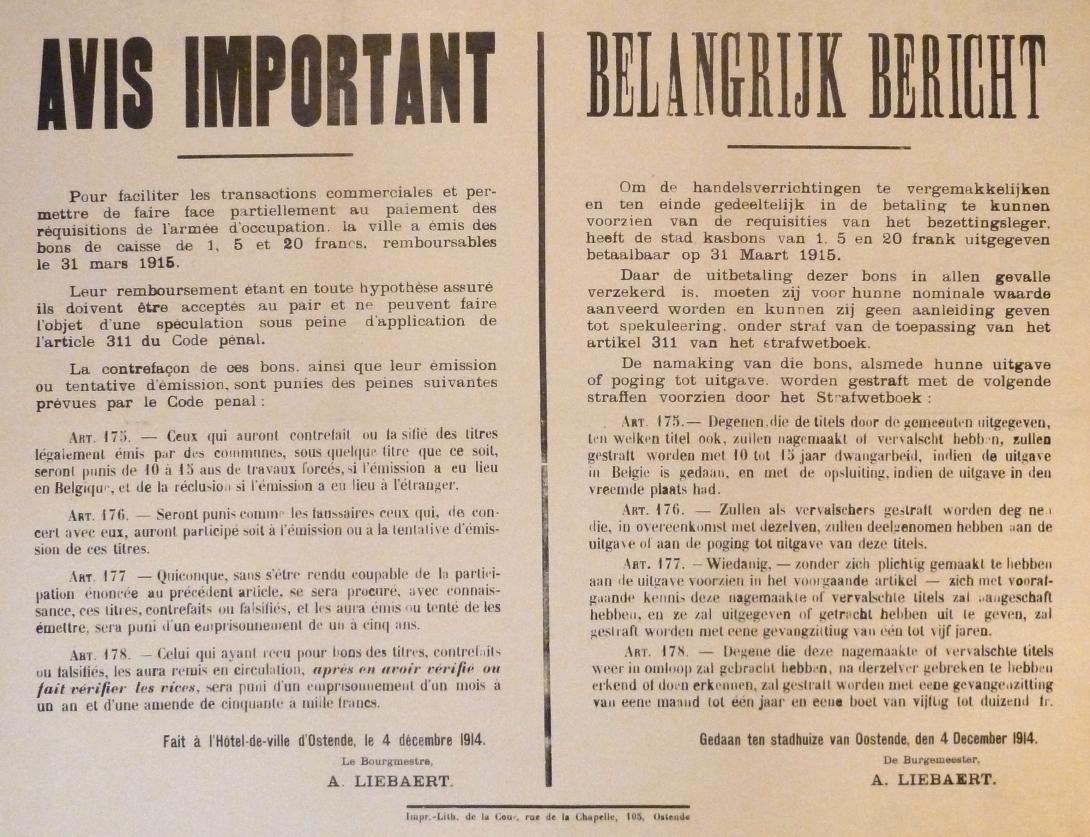 AVIS IMPORTANT
Pour faciliter les transactions commerciales et per-
mettre de faire face partiellement au paiement des
réquisitions de l'armée d'occupation, la ville a émis des
bons de caisse de 1, 5 et 20 francs, remboursables
le 31 mars 1915.
Leur remboursement étant en toute hypothèse assuré
ils doivent être acceptés au pair et ne peuvent faire
l'objet d'une spéculation sous peine d'application de
l'article 311 du Code pénal.
La contrefaçon de ces bons, ainsi que leur émission
ou tentative d'émission, sont punies des peines suivantes
prévues par le Code penal :
ART. 175. — Ceux qui auront contrefait ou falsifié des titres
légalement émis par des communes, sous quelque titre que ce soit,
seront punis de 10 à 15 ans de travaux forcés, si l'émission a eu lieu
en Belgique, et de la réclusion si l'émission a eu lieu à l'étranger.
ART. 176. — Seront punis comme les faussaires ceux qui, de con-
cert avec eux, auront participé soit à l'émission ou à la tentative d'émis-
sion de ces titres.
ART. 177 — Quiconque, sans s'être rendu coupable de la partici-
pation énoncée au précédent article, se sera procuré, avec connais-
sance, ces titres, contrefaits ou falsifiés, et les aura émis ou tenté de les
émettre, sera puni d'un emprisonnement de un à cinq ans.
ART. 178. — Celui qui ayant reçu pour bons des titres, contrefaits
ou falsifiés, les aura remis en circulation, après en avoir vérifié ou
fait vérifier les vices, sera puni d'un emprisonnement d'un mois à
un an et d'une amende de cinquante à mille francs.
Fait à l'Hôtel-de-ville d'Ostende, le 4 décembre 1914.
Le Bourgmestre,
A. LIEBAERT.
BELANGRIJK BERICHT
Om de handelsverrichtingen te vergemakkelijken
en ten einde gedeeltelijk in de betaling te kunnen
voorzien van de requisities van het bezettingsleger,
heeft de stad kasbons van 1, 5 en 20 frank uitgegeven
betaalbaar op 31 Maart 1915.
Daar de uitbetaling dezer bons in allen gevalle
verzekerd is, moeten zij voor hunne nominale waarde
aanveerd worden en kunnen zij geen aanleiding geven
tot spekuleering, onder straf van de toepassing van het
artikel 311 van het strafwetboek.
De namaking van die bons, alsmede hunne uitgave
of poging tot uitgave, worden gestraft met de volgende
straffen voorzien door het Strafwetboek :
ART. 175. — Degenen, die de titels door de gemeenten uitgegeven,
ten welken titel ook, zullen nagemaakt of vervalscht hebben, zullen
gestraft worden met 10 tot 15 jaar dwangarbeid, indien de uitgave
in Belgie is gedaan, en met de opsluiting, indien de uitgave in den
vreemde plaats had.
ART. 176. — Zullen als vervalschers gestraft worden degenen
die, in overeenkomst met dezelven, zullen deelgenomen hebben aan de
uitgave of aan de poging tot uitgave van deze titels.
ART. 177. — Wiedanig, — zonder zich plichtig gemaakt te hebben
aan de uitgave voorzien in het voorgaande artikel — zich met vooraf-
gaande kennis deze nagemaakte of vervalschte titels zal aangeschaft
hebben, en ze zal uitgegeven of getracht hebben uit te geven, zal
gestraft worden met eene gevangzitting van één tot vijf jaren.
ART. 178. — Degene die deze nagemaakte of vervalschte titels
weer in omloop zal gebracht hebben, na derzelver gebreken te hebben
erkend of doen erkennen, zal gestraft worden met eene gevangenzitting
van eene maand tot één jaar en eene boet van vijftig tot duizend fr.
Gedaan ten stadhuize van Oostende, den 4 December 1914.
De Burgemeester,
A. LIEBAERT.
Impr.-Lith. de la Cour, rue de la Chapelle, 105, Ostende